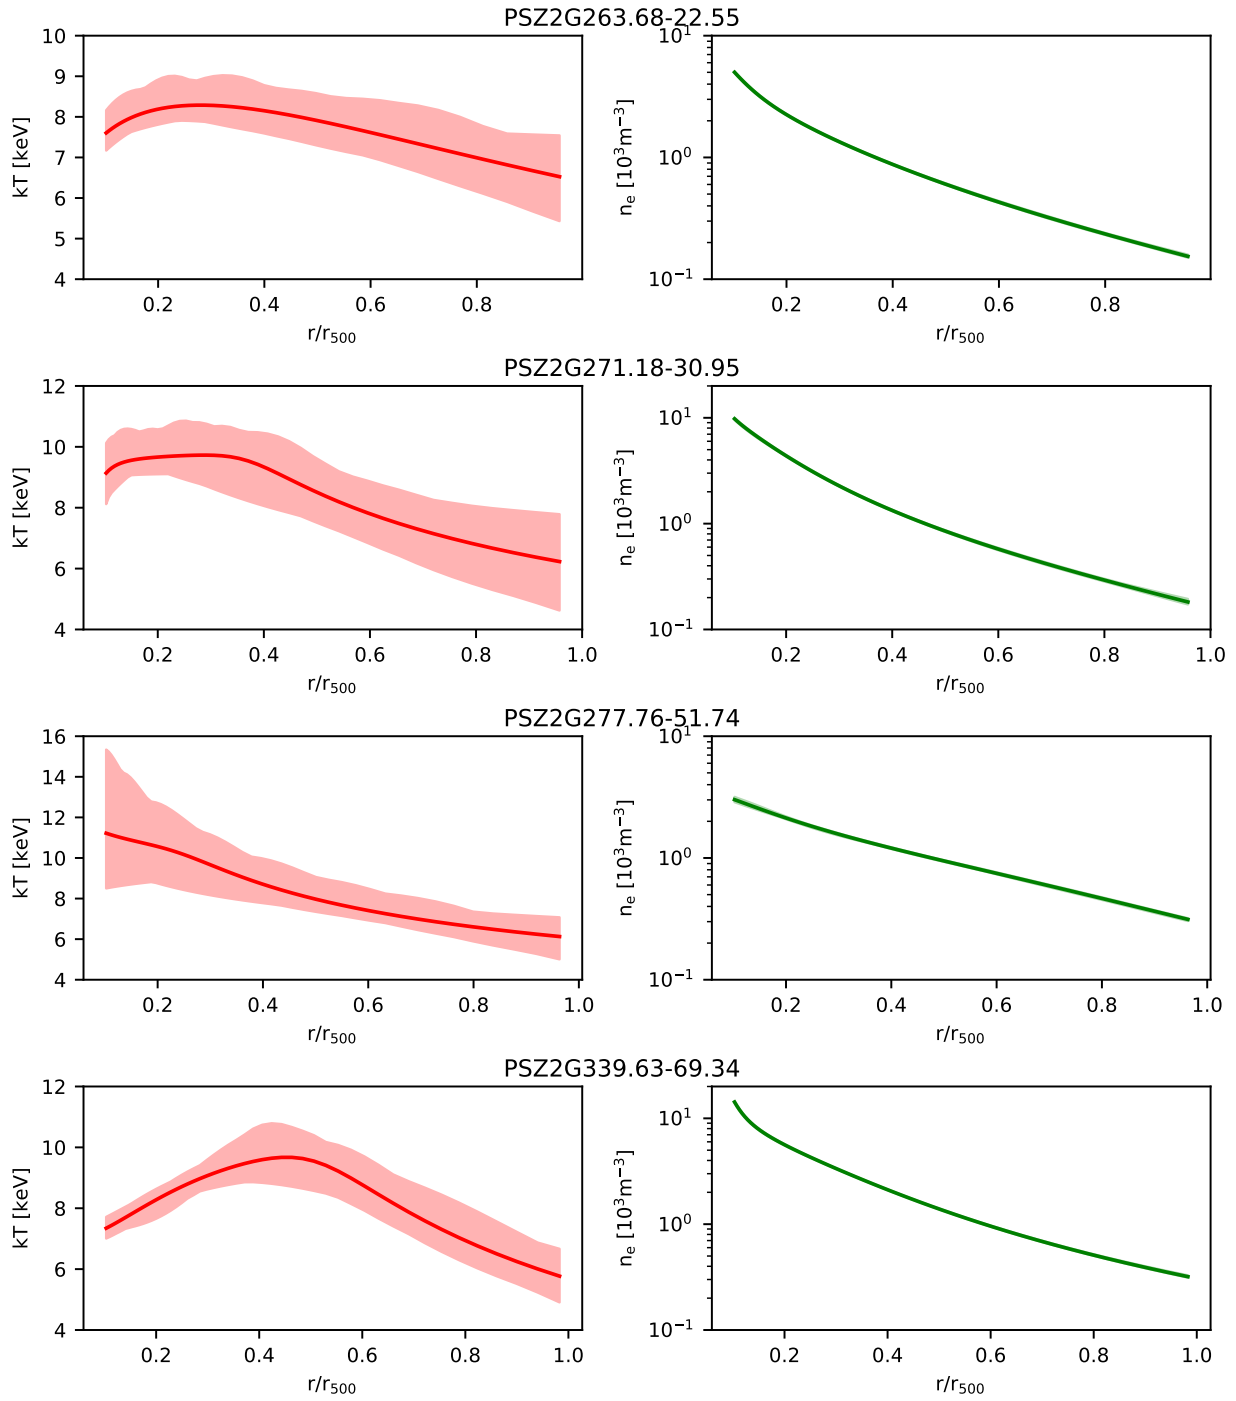 PSZ2G263.68-22.55
10
9
8
7
6
5
4
kT [keV]
0.2 0.4 0.6 0.8
r/r500
10^1
10^0
10^−1
n_e [10^3m^−3]
0.2 0.4 0.6 0.8
r/r500
PSZ2G271.18-30.95
12
10
8
6
4
kT [keV]
0.2 0.4 0.6 0.8 1.0
r/r500
10^1
10^0
10^−1
n_e [10^3m^−3]
0.2 0.4 0.6 0.8 1.0
r/r500
PSZ2G277.76-51.74
16
14
12
10
8
6
4
kT [keV]
0.2 0.4 0.6 0.8 1.0
r/r500
10^1
10^0
10^−1
n_e [10^3m^−3]
0.2 0.4 0.6 0.8 1.0
r/r500
PSZ2G339.63-69.34
12
10
8
6
4
kT [keV]
0.2 0.4 0.6 0.8 1.0
r/r500
10^1
10^0
10^−1
n_e [10^3m^−3]
0.2 0.4 0.6 0.8 1.0
r/r500